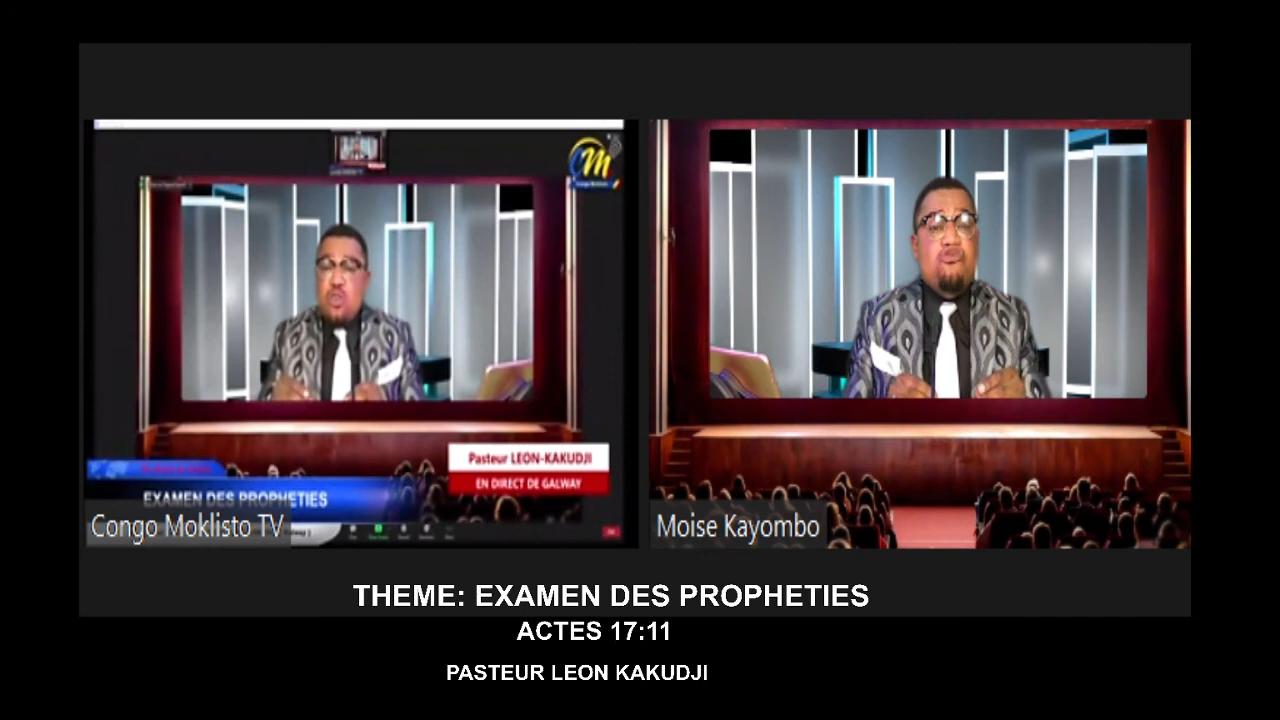 Pasteur LEON-KAKUDJI
EN DIRECT DE GALWAY
EXAMEN DES PROPHETIES
Congo Moklisto TV
Moise Kayombo
THEME: EXAMEN DES PROPHETIES
ACTES 17:11
PASTEUR LEON KAKUDJI